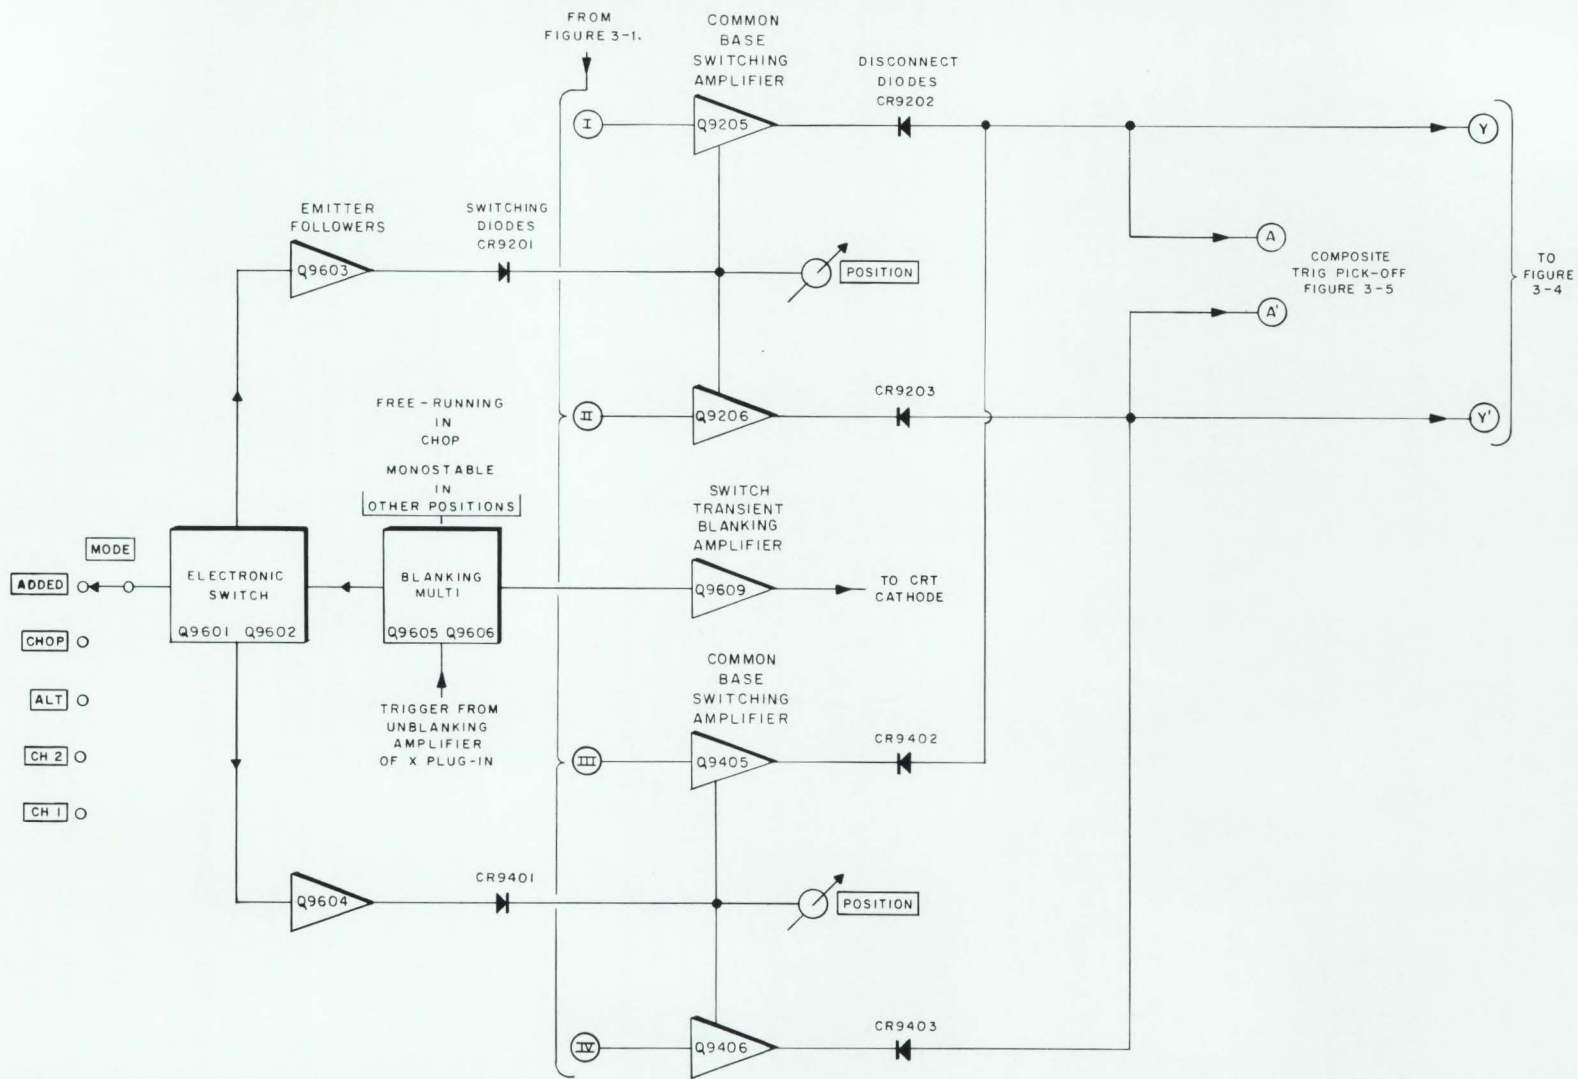 FROM
FIGURE 3-1.
COMMON
BASE
SWITCHING
AMPLIFIER
DISCONNECT
DIODES
CR9202
I
Q9205
Y
EMITTER
FOLLOWERS
SWITCHING
DIODES
CR9201
Q9603
POSITION
A
COMPOSITE
TRIG PICK-OFF
FIGURE 3-5
A'
TO
FIGURE
3-4
FREE-RUNNING
IN
CHOP
MONOSTABLE
IN
OTHER POSITIONS
II
Q9206
CR9203
Y'
SWITCH
TRANSIENT
BLANKING
AMPLIFIER
MODE
ADDED
CHOP
ALT
CH 2
CH 1
ELECTRONIC
SWITCH
Q9601 Q9602
BLANKING
MULTI
Q9605 Q9606
Q9609
TO CRT
CATHODE
TRIGGER FROM
UNBLANKING
AMPLIFIER
OF X PLUG-IN
COMMON
BASE
SWITCHING
AMPLIFIER
III
Q9405
CR9402
Q9604
CR9401
POSITION
IV
Q9406
CR9403